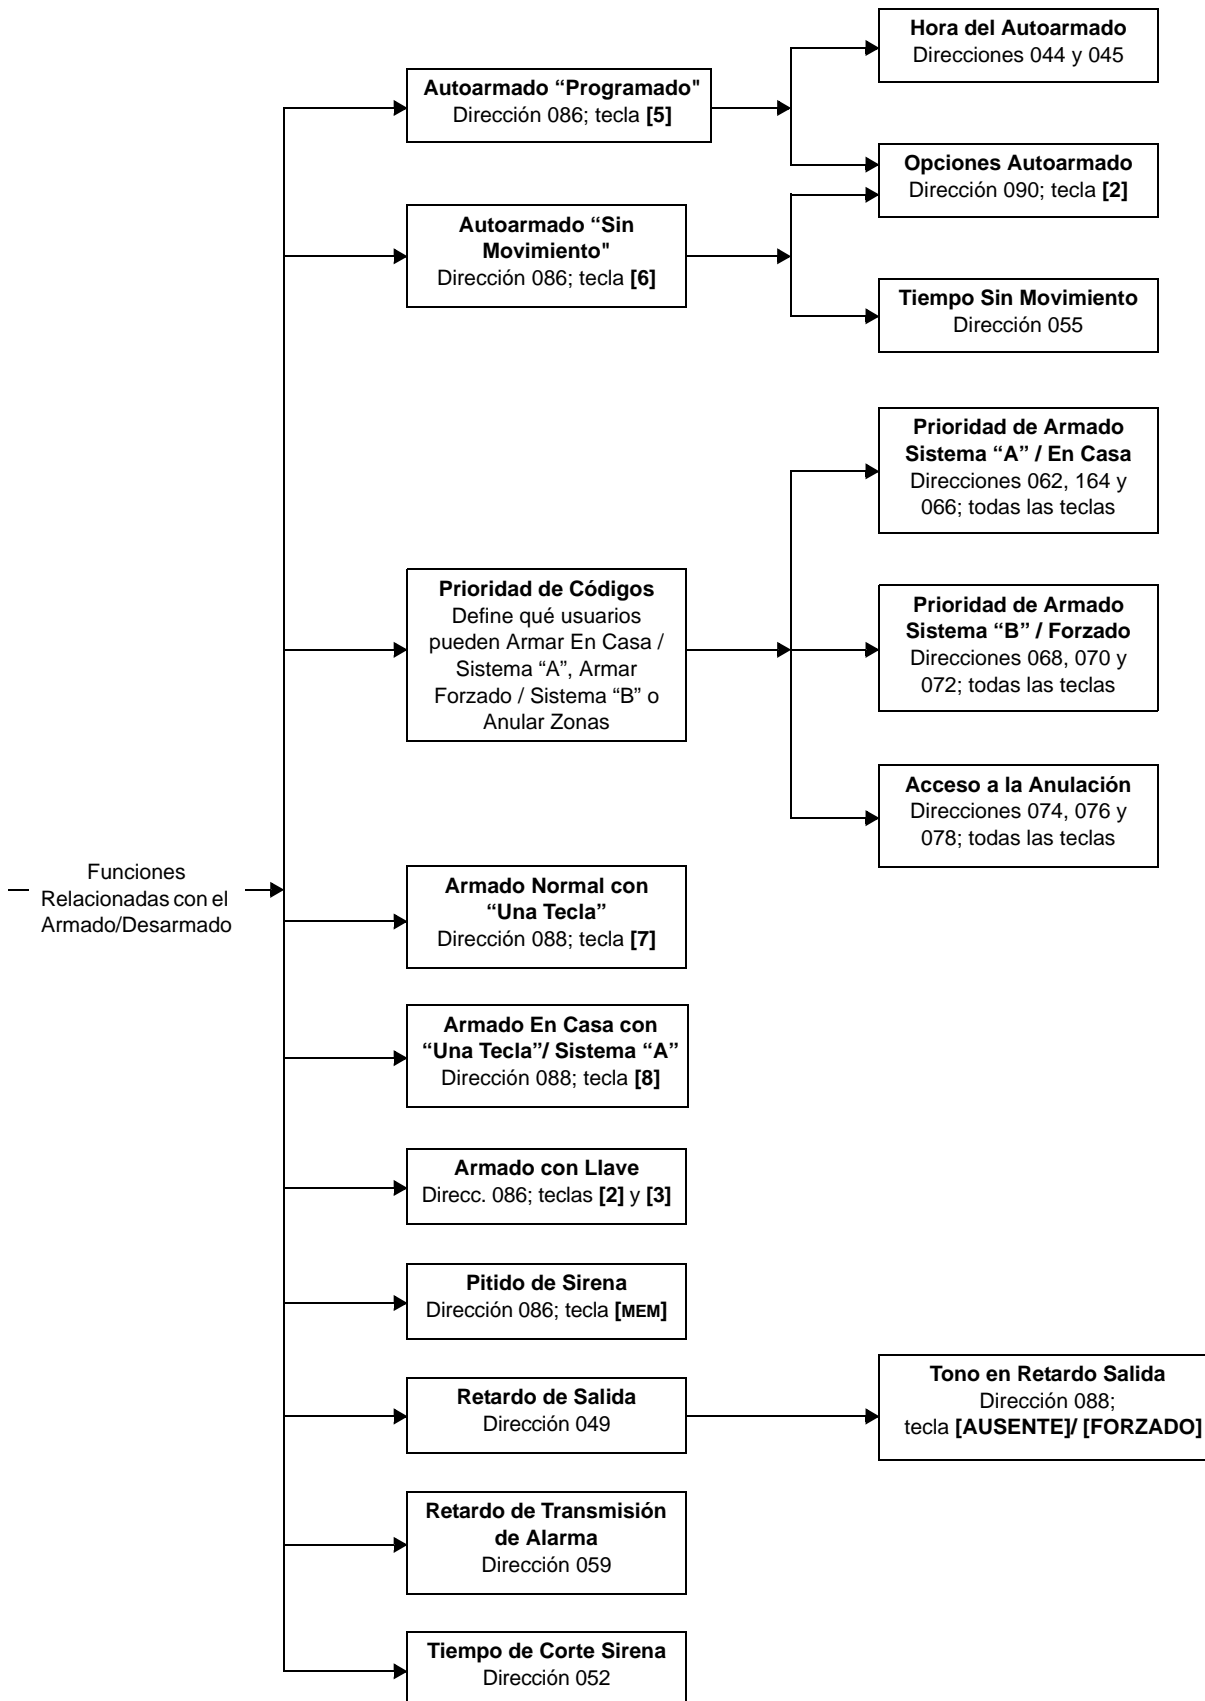 Hora del Autoarmado
Direcciones 044 y 045
Autoarmado “Programado"
Dirección 086; tecla [5]
Opciones Autoarmado
Dirección 090; tecla [2]
Autoarmado “Sin
Movimiento"
Dirección 086; tecla [6]
Tiempo Sin Movimiento
Dirección 055
Prioridad de Armado
Sistema “A” / En Casa
Direcciones 062, 164 y
066; todas las teclas
Prioridad de Códigos
Define qué usuarios
pueden Armar En Casa /
Sistema “A”, Armar
Forzado / Sistema “B” o
Anular Zonas
Prioridad de Armado
Sistema “B” / Forzado
Direcciones 068, 070 y
072; todas las teclas
Acceso a la Anulación
Direcciones 074, 076 y
078; todas las teclas
Funciones
Relacionadas con el
Armado/Desarmado
Armado Normal con
“Una Tecla”
Dirección 088; tecla [7]
Armado En Casa con
“Una Tecla”/ Sistema “A”
Dirección 088; tecla [8]
Armado con Llave
Direcc. 086; teclas [2] y [3]
Pitido de Sirena
Dirección 086; tecla [MEM]
Retardo de Salida
Dirección 049
Tono en Retardo Salida
Dirección 088;
tecla [AUSENTE]/ [FORZADO]
Retardo de Transmisión
de Alarma
Dirección 059
Tiempo de Corte Sirena
Dirección 052